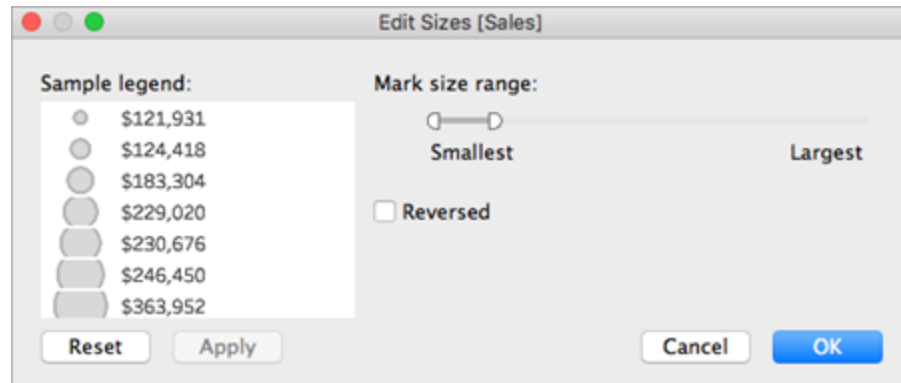 Edit Sizes [Sales]
Sample legend:
$121,931
$124,418
$183,304
$229,020
$230,676
$246,450
$363,952
Mark size range:
Smallest Largest
Reversed
Reset Apply Cancel OK